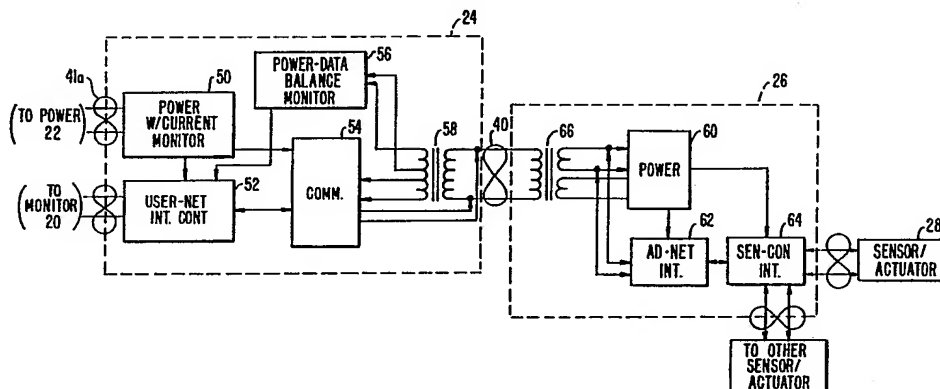 24
41a
50
POWER
W/CURRENT
MONITOR
56
POWER-DATA
BALANCE
MONITOR
(TO POWER
22)
54
COMM.
58
40
26
66
60
POWER
(TO
MONITOR
20)
52
USER-NET
INT. CONT
62
AD-NET
INT.
64
SEN-CON
INT.
28
SENSOR/
ACTUATOR
TO OTHER
SENSOR/
ACTUATOR